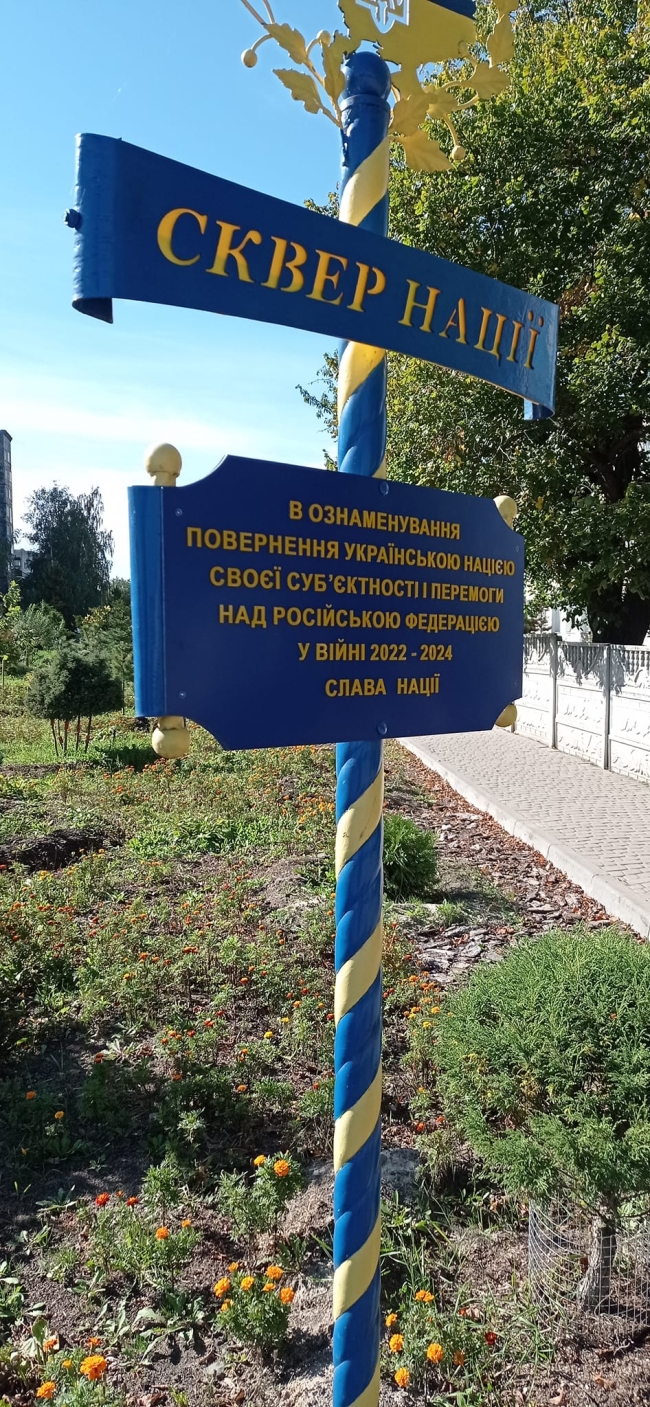 СКВЕР НАЦІЇ
В ОЗНАМЕНУВАННЯ
ПОВЕРНЕННЯ УКРАЇНСЬКОЮ НАЦІЄЮ
СВОЄЇ СУБ'ЄКТНОСТІ І ПЕРЕМОГИ
НАД РОСІЙСЬКОЮ ФЕДЕРАЦІЄЮ
У ВІЙНІ 2022 - 2024
СЛАВА НАЦІЇ